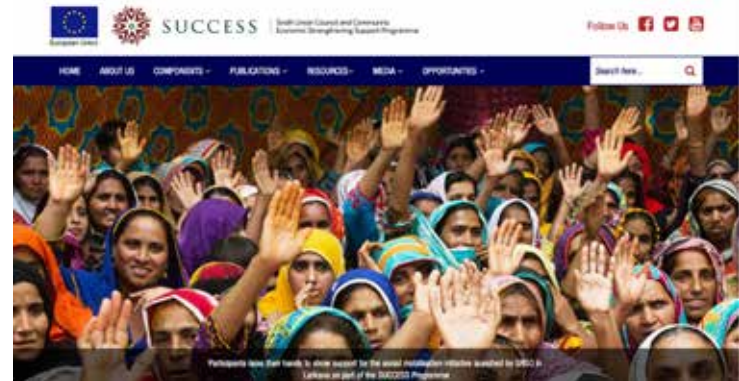 European Union
SUCCESS
Sindh Union Council and Community
Economic Strengthening Support Programme
Follow Us
HOME ABOUT US COMPONENTS PUBLICATIONS RESOURCES MEDIA OPPORTUNITIES
Search here...
Participants raise their hands to show support for the social mobilisation initiative launched by SRSO in
Larkana as part of the SUCCESS Programme